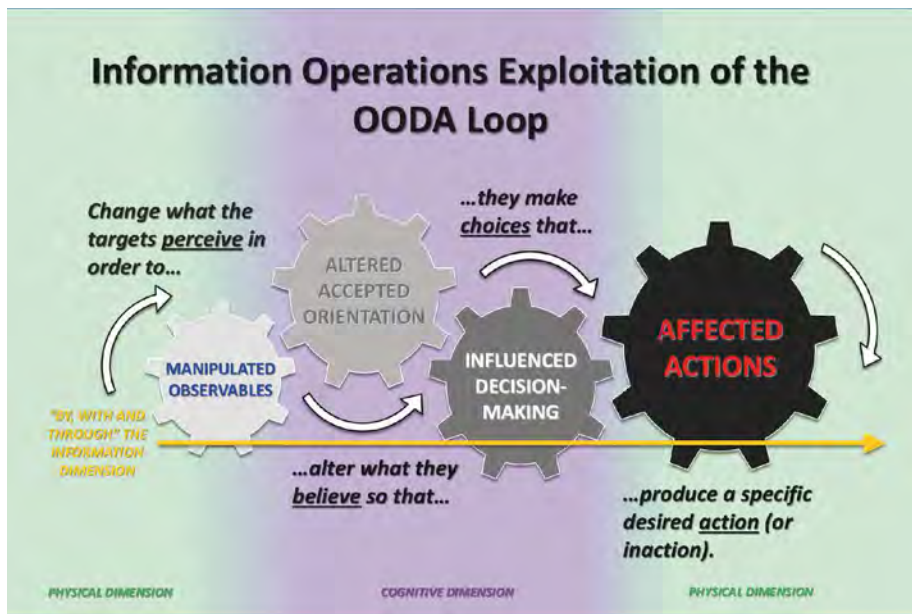 Information Operations Exploitation of the
OODA Loop
Change what the
targets perceive in
order to...
...they make
choices that...
ALTERED
ACCEPTED
ORIENTATION
MANIPULATED
OBSERVABLES
INFLUENCED
DECISION-
MAKING
AFFECTED
ACTIONS
"BY, WITH AND
THROUGH" THE
INFORMATION
DIMENSION
...alter what they
believe so that...
...produce a specific
desired action (or
inaction).
PHYSICAL DIMENSION
COGNITIVE DIMENSION
PHYSICAL DIMENSION